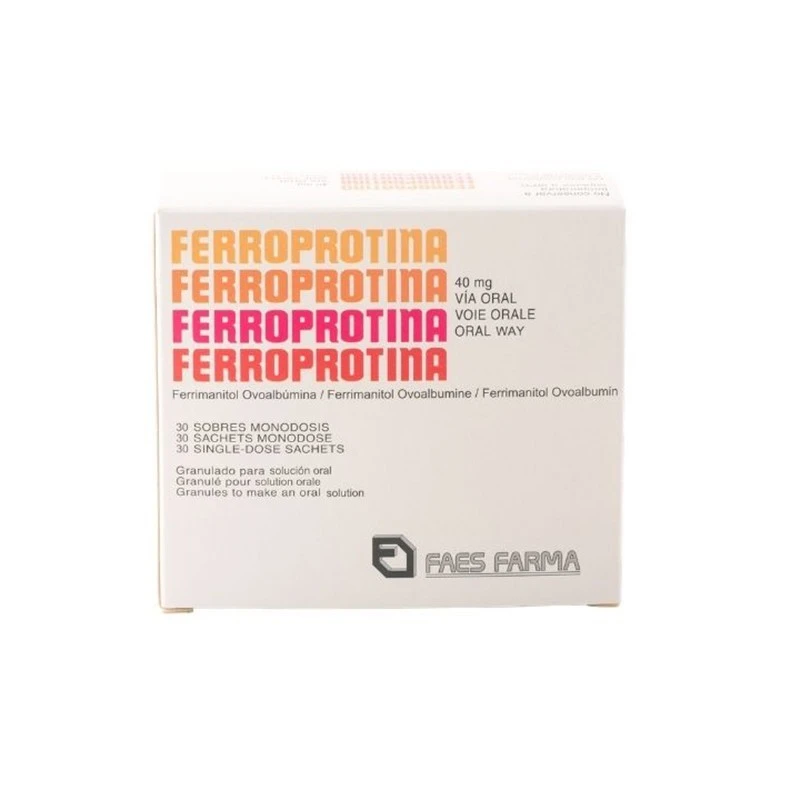 FERROPROTINA
FERROPROTINA
FERROPROTINA
FERROPROTINA
FERROPROTINA
40 mg
VÍA ORAL
VOIE ORALE
ORAL WAY
Ferrimanitol Ovoalbúmina / Ferrimanitol Ovoalbumine / Ferrimanitol Ovoalbumin
30 SOBRES MONODOSIS
30 SACHETS MONODOSE
30 SINGLE-DOSE SACHETS
Granulado para solución oral
Granulé pour solution orale
Granules to make an oral solution
FAES FARMA